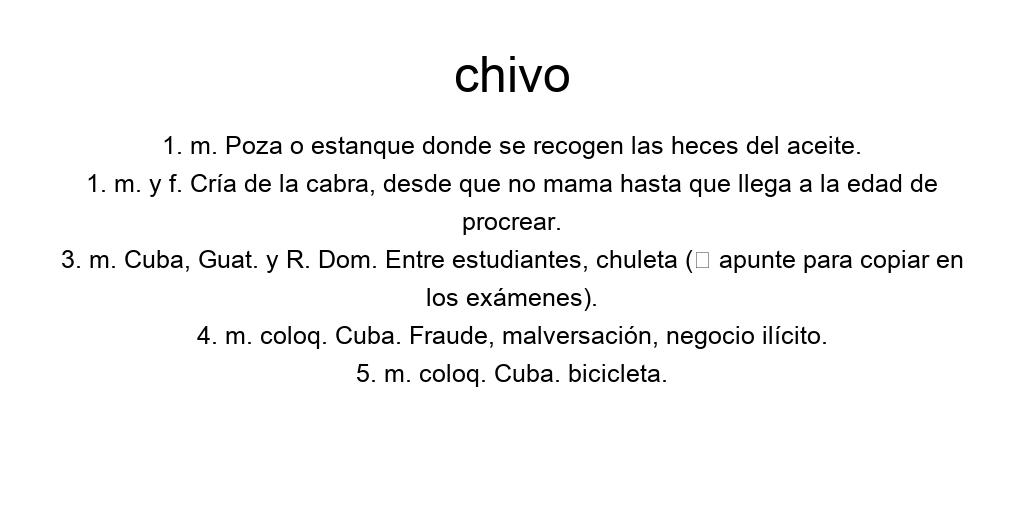 chivo
1. m. Poza o estanque donde se recogen las heces del aceite.
1. m. y f. Cría de la cabra, desde que no mama hasta que llega a la edad de
procrear.
3. m. Cuba, Guat. y R. Dom. Entre estudiantes, chuleta (□ apunte para copiar en
los exámenes).
4. m. coloq. Cuba. Fraude, malversación, negocio ilícito.
5. m. coloq. Cuba. bicicleta.